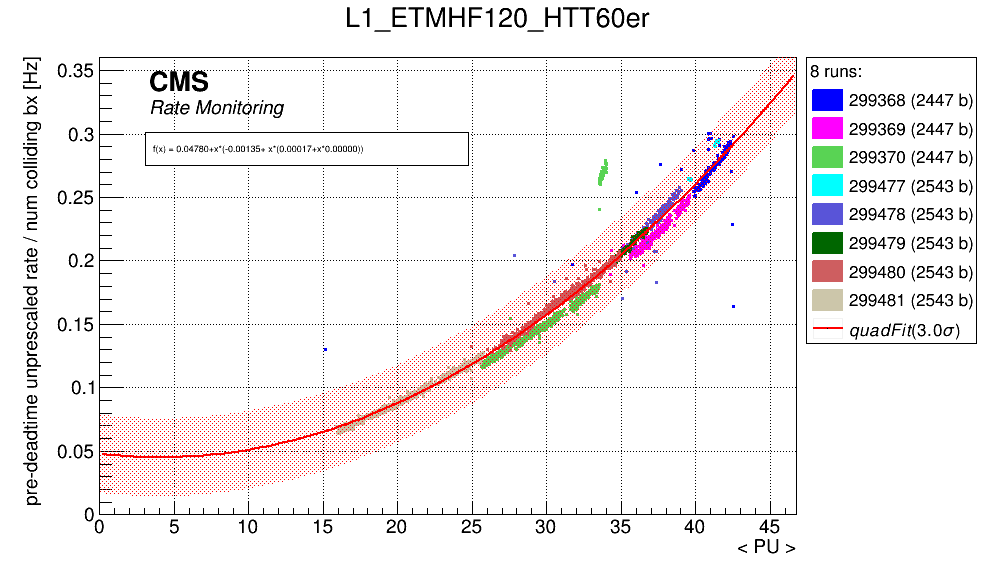 L1_ETMHF120_HTT60er
pre-deadtime unprescaled rate / num colliding bx [Hz]
0.35
0.3
0.25
0.2
0.15
0.1
0.05
0
CMS
Rate Monitoring
f(x) = 0.04780+x*(-0.00135+ x*(0.00017+x*0.00000))
0 5 10 15 20 25 30 35 40 45
< PU >
8 runs:
299368 (2447 b)
299369 (2447 b)
299370 (2447 b)
299477 (2543 b)
299478 (2543 b)
299479 (2543 b)
299480 (2543 b)
299481 (2543 b)
quadFit(3.0σ)